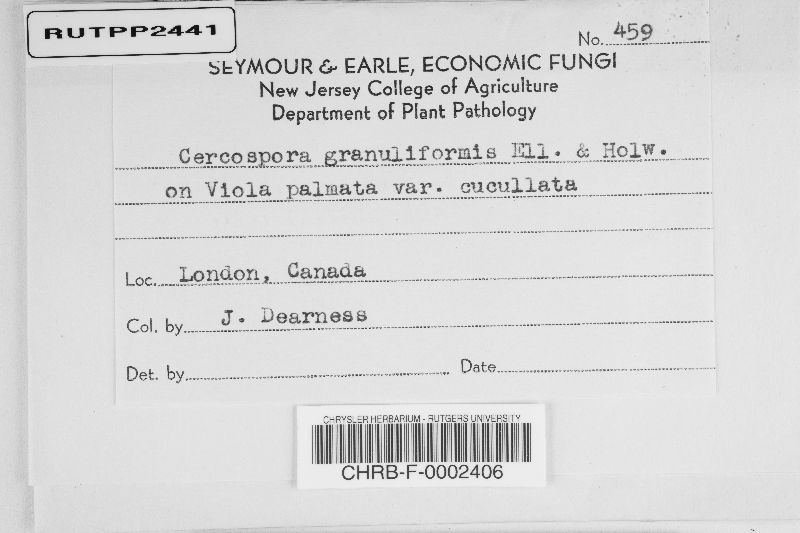 RUTPP2441
No. 459
SEYMOUR & EARLE, ECONOMIC FUNGI
New Jersey College of Agriculture
Department of Plant Pathology
Cercospora granuliformis Ell. & Holw.
on Viola palmata var. cucullata
Loc. London, Canada
Col. by J. Dearness
Det. by Date
CHRYSLER HERBARIUM - RUTGERS UNIVERSITY
CHRB-F-0002406